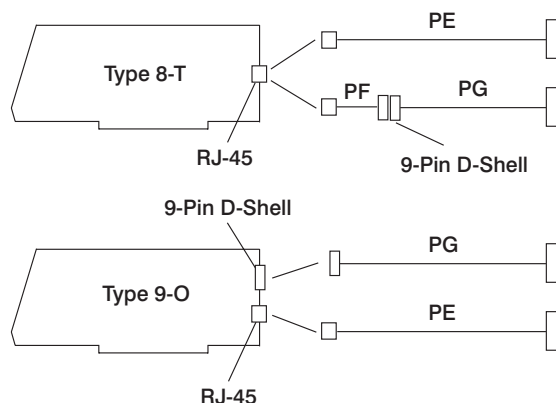 PE
Type 8-T
PF
PG
RJ-45
9-Pin D-Shell
9-Pin D-Shell
PG
Type 9-O
PE
RJ-45